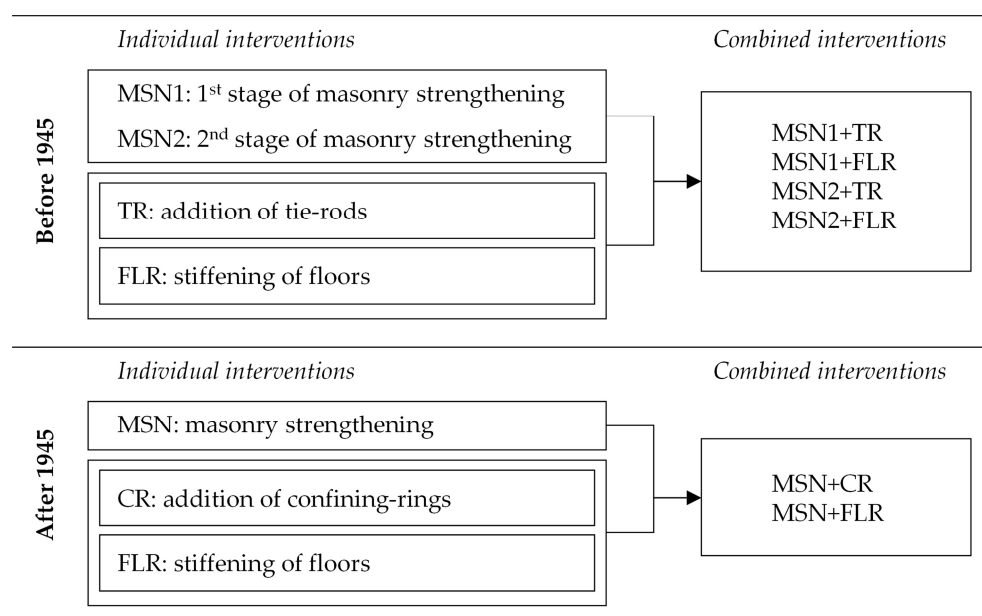 Individual interventions
Combined interventions
Before 1945
MSN1: 1st stage of masonry strengthening
MSN2: 2nd stage of masonry strengthening
TR: addition of tie-rods
FLR: stiffening of floors
MSN1+TR
MSN1+FLR
MSN2+TR
MSN2+FLR
Individual interventions
Combined interventions
After 1945
MSN: masonry strengthening
CR: addition of confining-rings
FLR: stiffening of floors
MSN+CR
MSN+FLR